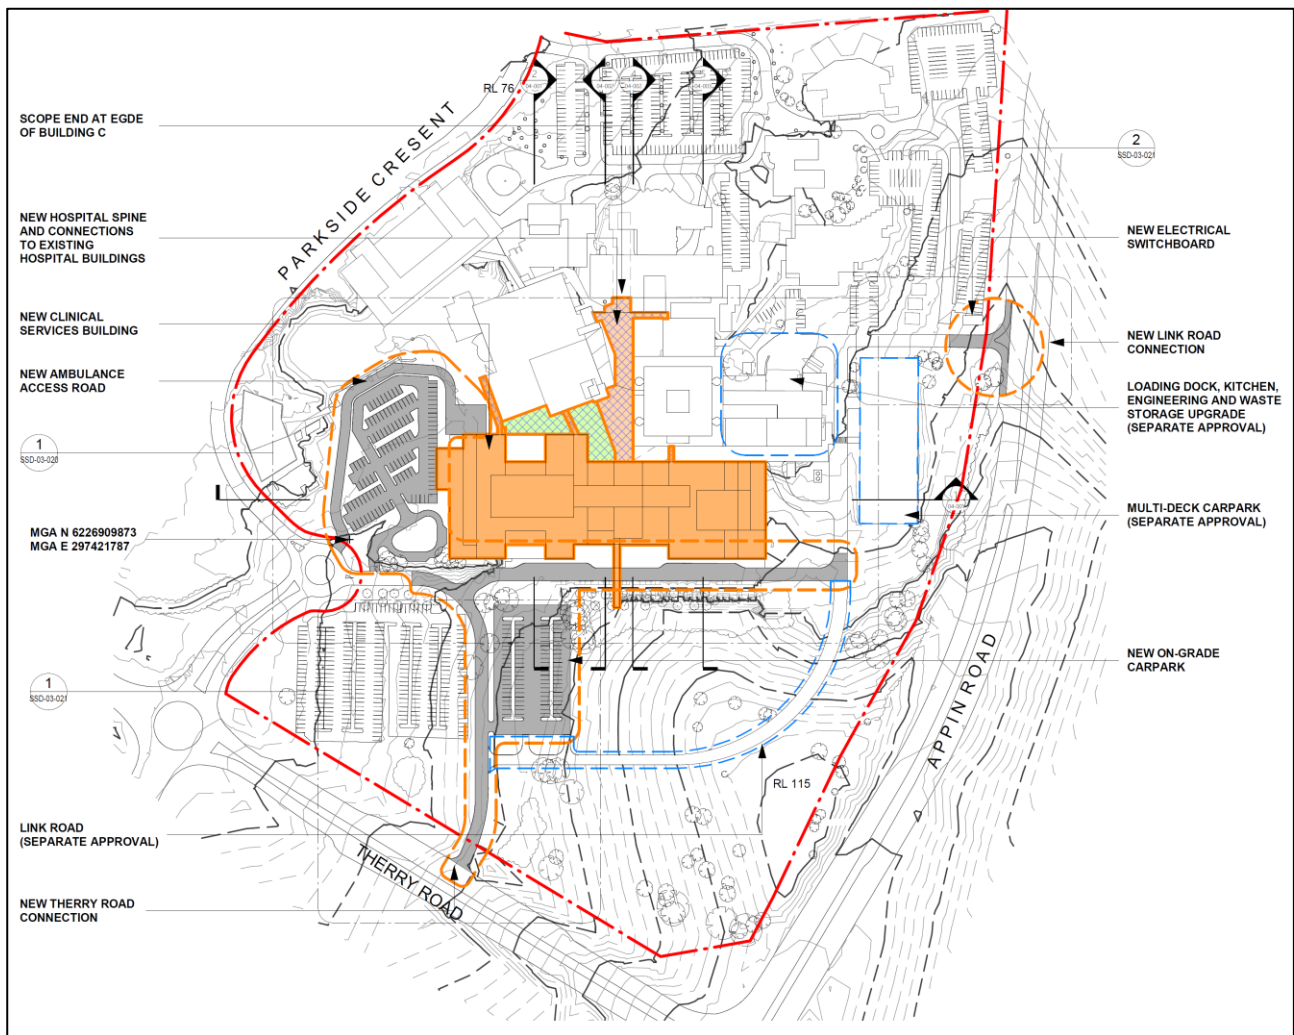 SCOPE END AT EGDE
OF BUILDING C
NEW HOSPITAL SPINE
AND CONNECTIONS
TO EXISTING
HOSPITAL BUILDINGS
NEW CLINICAL
SERVICES BUILDING
NEW AMBULANCE
ACCESS ROAD
1
SSD-03-020
MGA N 6226909873
MGA E 297421787
1
SSD-03-021
LINK ROAD
(SEPARATE APPROVAL)
NEW THERRY ROAD
CONNECTION
PARKSIDE CRESENT
RL 76
THERRY ROAD
RL 115
APPIN ROAD
2
SSD-03-021
NEW ELECTRICAL
SWITCHBOARD
NEW LINK ROAD
CONNECTION
LOADING DOCK, KITCHEN,
ENGINEERING AND WASTE
STORAGE UPGRADE
(SEPARATE APPROVAL)
MULTI-DECK CARPARK
(SEPARATE APPROVAL)
NEW ON-GRADE
CARPARK